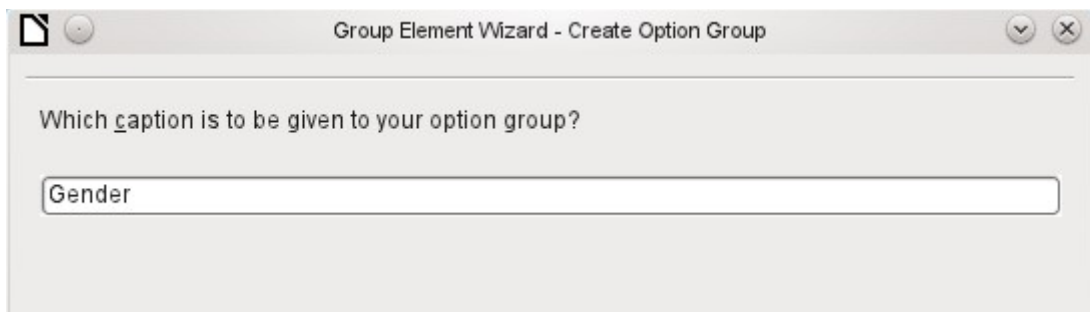 Group Element Wizard - Create Option Group
Which caption is to be given to your option group?
Gender